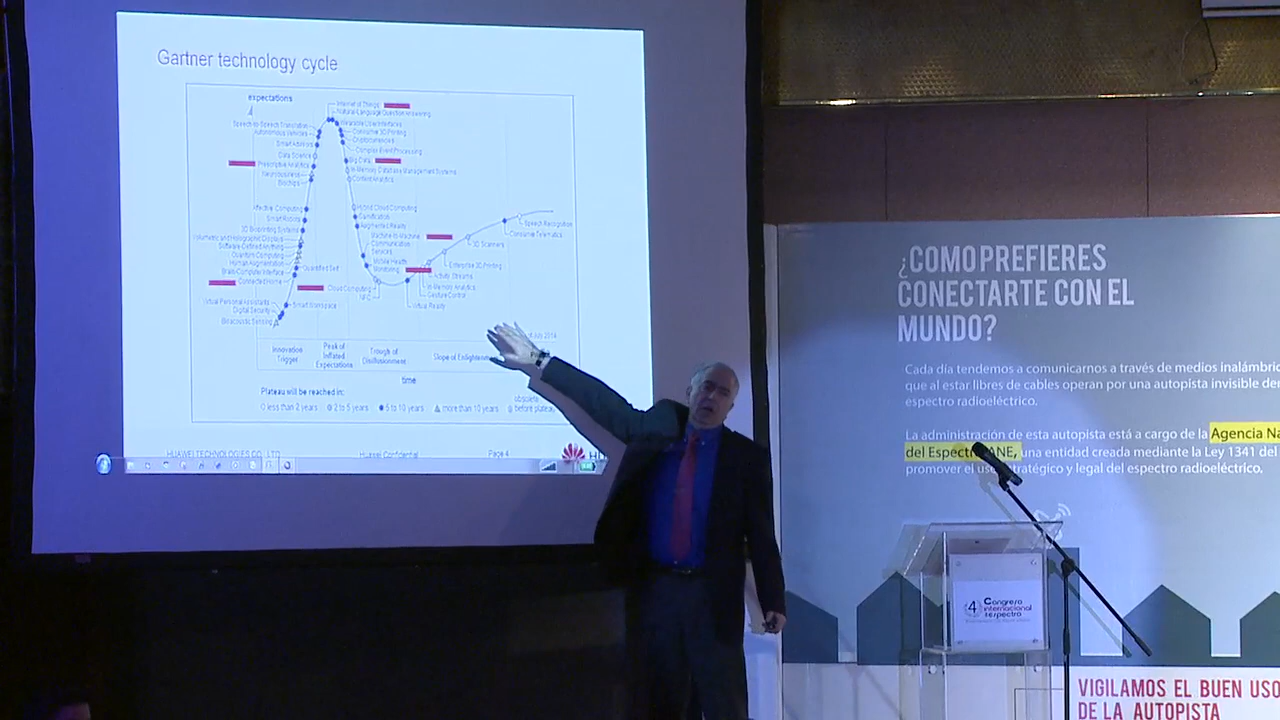 Gartner technology cycle
expectations
Internet of Things
Natural-Language Question Answering
Wearable User Interfaces
Consumer 3D Printing
Cryptocurrencies
Complex Event Processing
Big Data
In-Memory Database Management Systems
Content Analytics
Speech-to-Speech Translation
Autonomous Vehicles
Smart Advisors
Data Science
Prescriptive Analytics
Neurobusiness
Biochips
Affective Computing
Smart Robots
3D Bioprinting Systems
Volumetric and Holographic Displays
Software-Defined Anything
Quantum Computing
Human Augmentation
Brain-Computer Interface
Connected Home
Quantified Self
Virtual Personal Assistants
Smart Workspace
Digital Security
Bioacoustic Sensing
Hybrid Cloud Computing
Gamification
Augmented Reality
Machine-to-Machine
Communication
Services
Mobile Health
Monitoring
Cloud Computing
NFC
Speech Recognition
Consumer Telematics
3D Scanners
Enterprise 3D Printing
Activity Streams
In-Memory Analytics
Gesture Control
Virtual Reality
July 2014
Innovation
Trigger
Peak of
Inflated
Expectations
Trough of
Disillusionment
Slope of
time
Plateau will be reached in:
less than 2 years
2 to 5 years
5 to 10 years
more than 10 years
obsolete
before plateau
HUAWEI TECHNOLOGIES CO., LTD.
Huawei Confidential
Page 4
¿COMO PREFIERES
CONECTARTE CON EL
MUNDO?
Cada día tendemos a comunicarnos a través de medios
que al estar libres de cables operan por una autopista invisible
espectro radioeléctrico.
La administración de esta autopista está a cargo de la Agencia
del ANE, una entidad creada mediante la Ley 1341 del
promover el uso estratégico y legal del espectro radioeléctrico.
4 Congreso
internacional
espectro
VIGILAMOS EL BUEN USO
DE LA AUTOPISTA